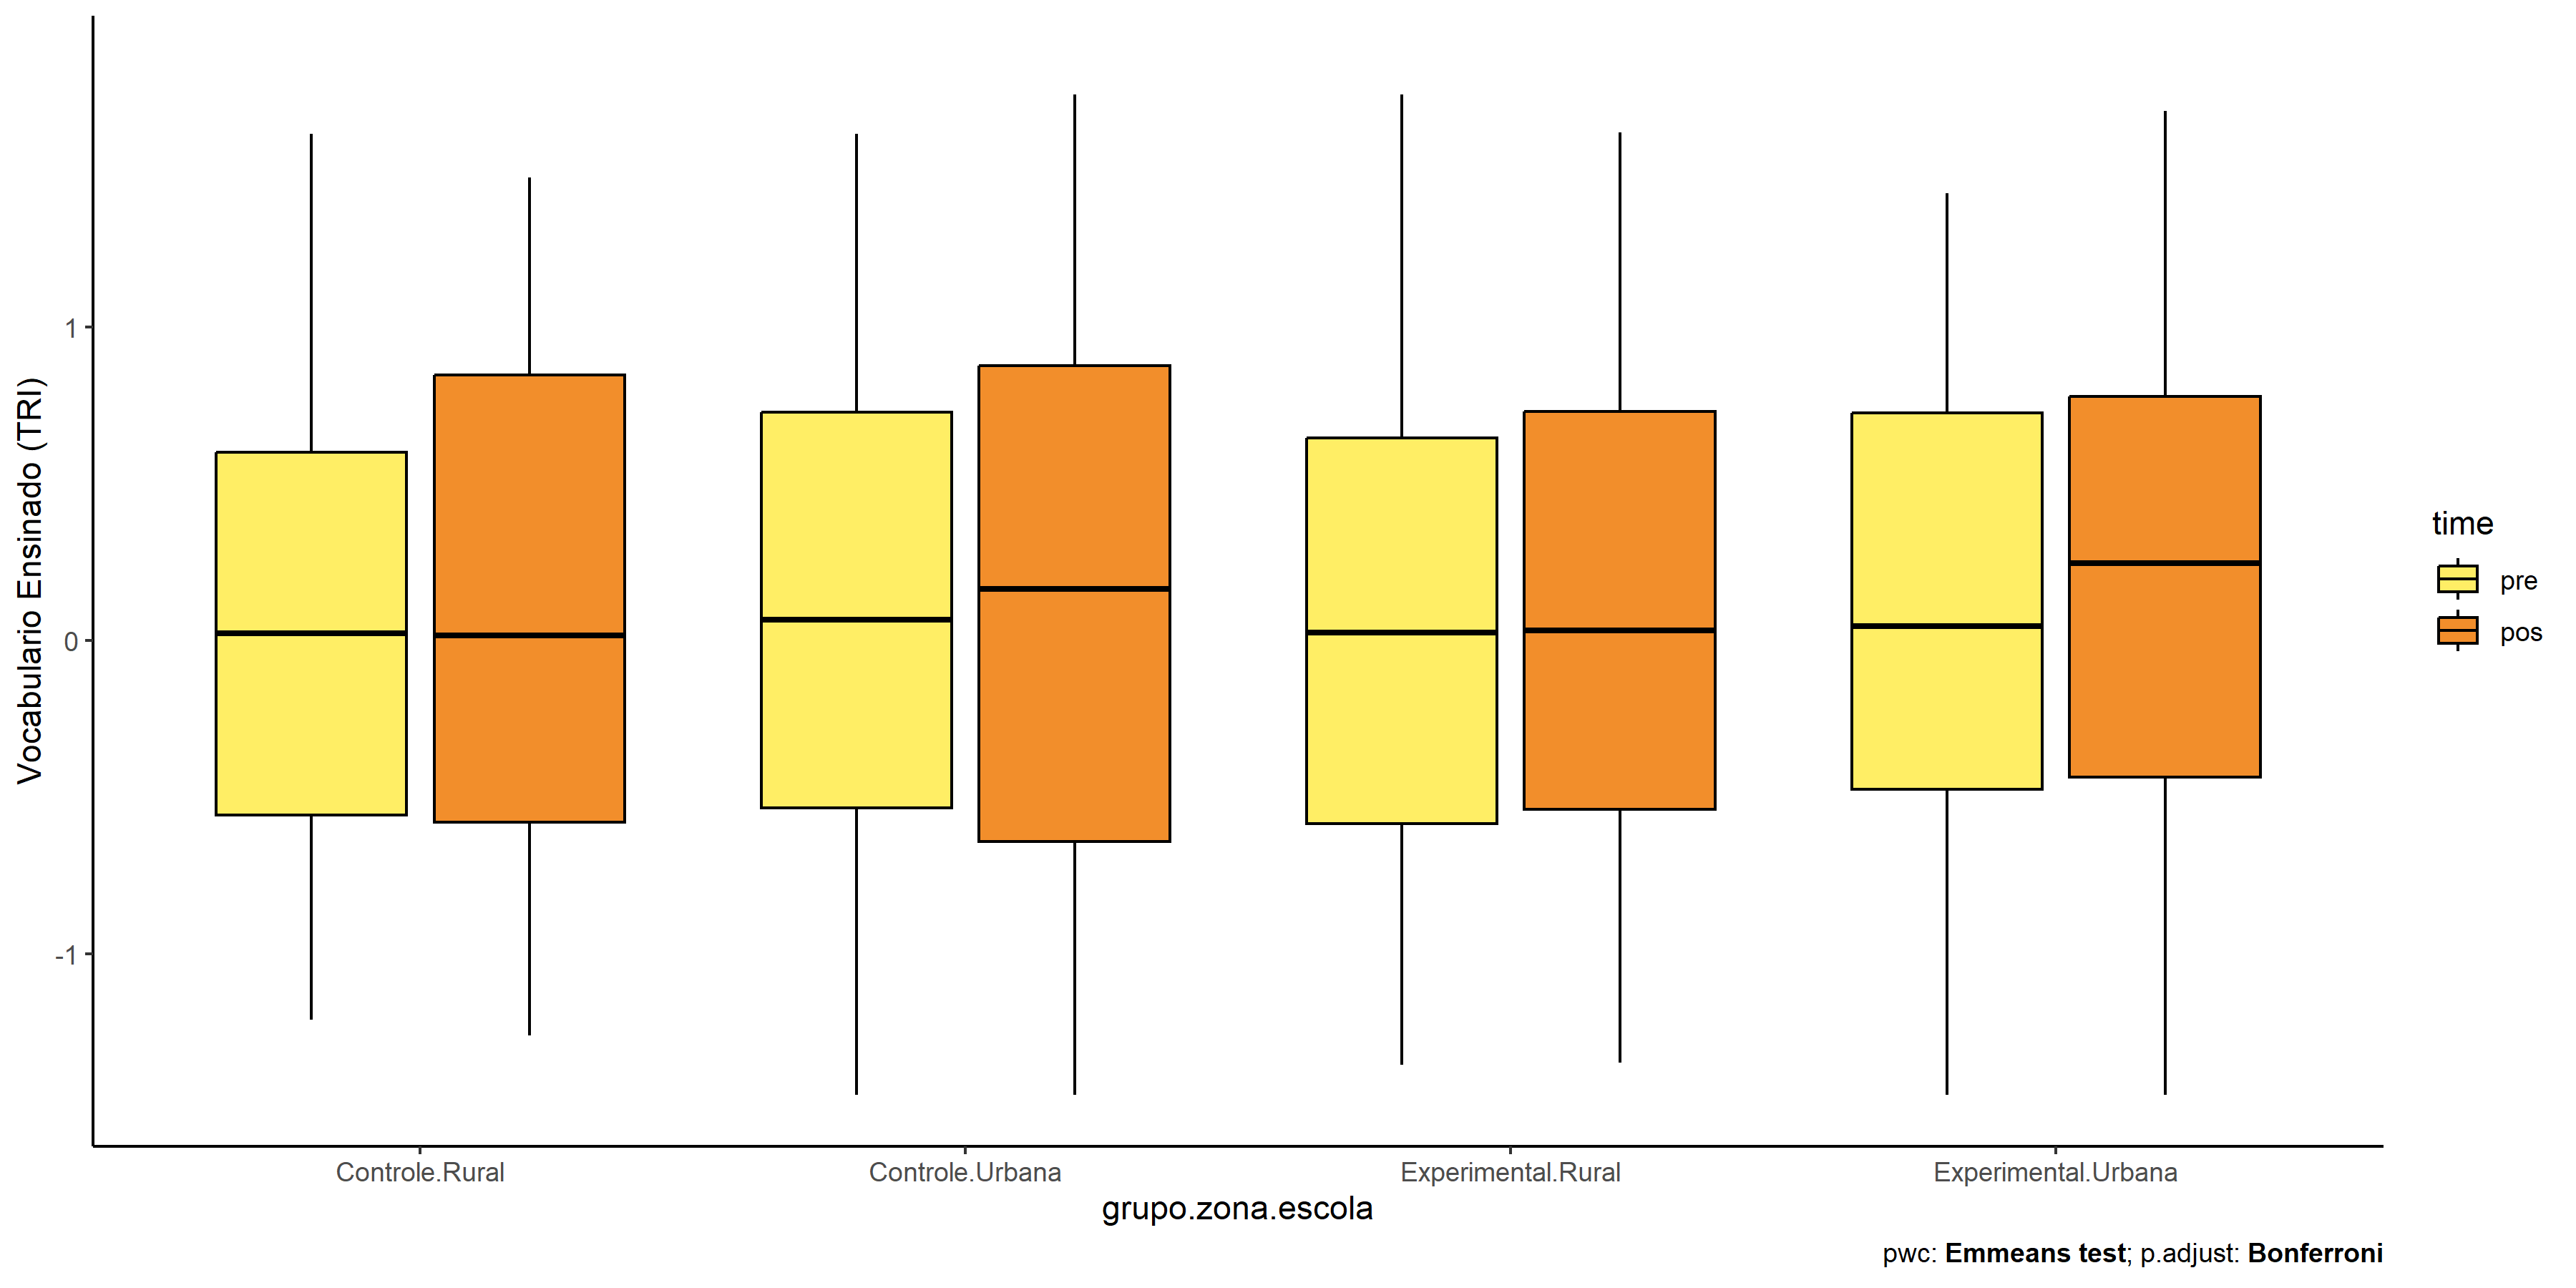 Vocabulario Ensinado (TRI)
1
0
-1
Controle.Rural
Controle.Urbana
Experimental.Rural
Experimental.Urbana
grupo.zona.escola
time
pre
pos
pwc: Emmeans test; p.adjust: Bonferroni